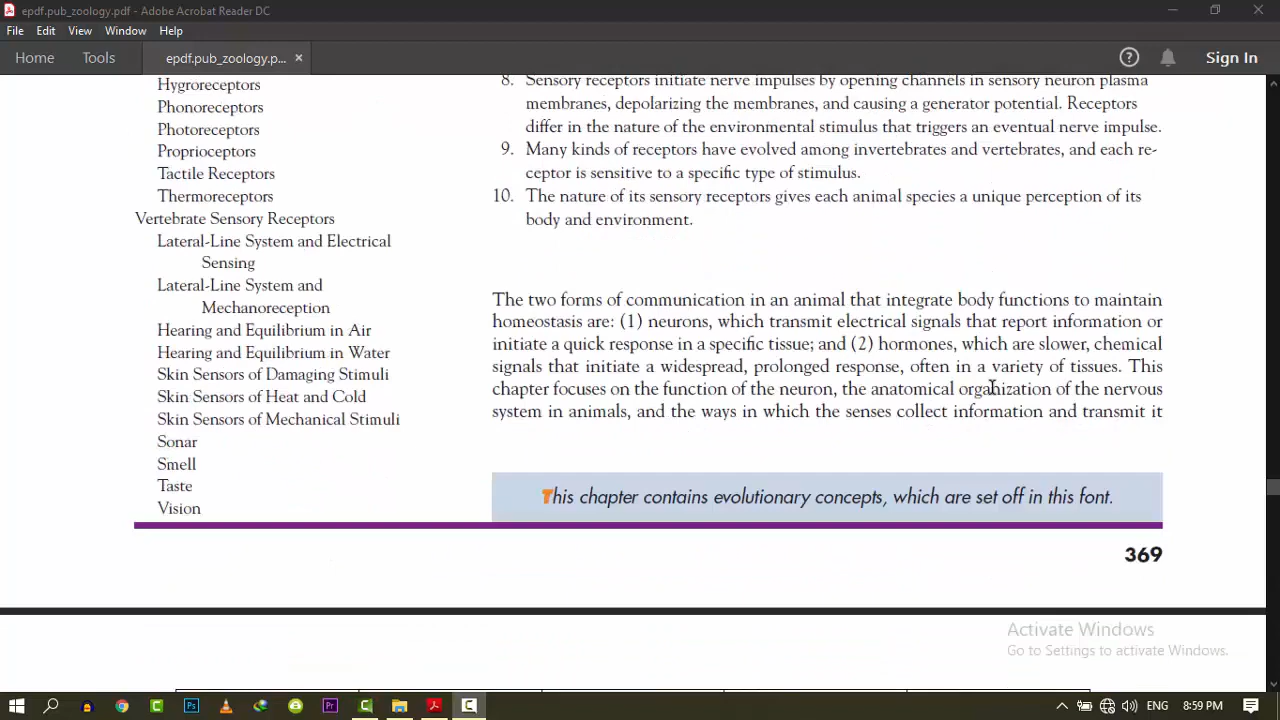 epdf.pub_zoology.pdf - Adobe Acrobat Reader DC
File Edit View Window Help
Home Tools epdf.pub_zoology.p... × Sign In
Hygroreceptors
Phonoreceptors
Photoreceptors
Proprioceptors
Tactile Receptors
Thermoreceptors
Vertebrate Sensory Receptors
Lateral-Line System and Electrical
Sensing
Lateral-Line System and
Mechanoreception
Hearing and Equilibrium in Air
Hearing and Equilibrium in Water
Skin Sensors of Damaging Stimuli
Skin Sensors of Heat and Cold
Skin Sensors of Mechanical Stimuli
Sonar
Smell
Taste
Vision
8. Sensory receptors initiate nerve impulses by opening channels in sensory neuron plasma
membranes, depolarizing the membranes, and causing a generator potential. Receptors
differ in the nature of the environmental stimulus that triggers an eventual nerve impulse.
9. Many kinds of receptors have evolved among invertebrates and vertebrates, and each re-
ceptor is sensitive to a specific type of stimulus.
10. The nature of its sensory receptors gives each animal species a unique perception of its
body and environment.
The two forms of communication in an animal that integrate body functions to maintain
homeostasis are: (1) neurons, which transmit electrical signals that report information or
initiate a quick response in a specific tissue; and (2) hormones, which are slower, chemical
signals that initiate a widespread, prolonged response, often in a variety of tissues. This
chapter focuses on the function of the neuron, the anatomical organization of the nervous
system in animals, and the ways in which the senses collect information and transmit it
This chapter contains evolutionary concepts, which are set off in this font.
369
Activate Windows
Go to Settings to activate Windows.
ENG 8:59 PM